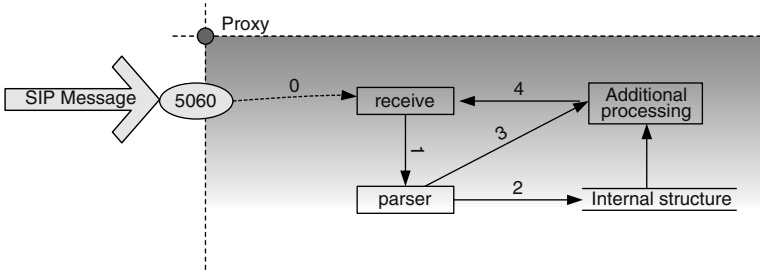 Proxy
SIP Message
5060
0
receive
4
Additional
processing
1
3
parser
2
Internal structure